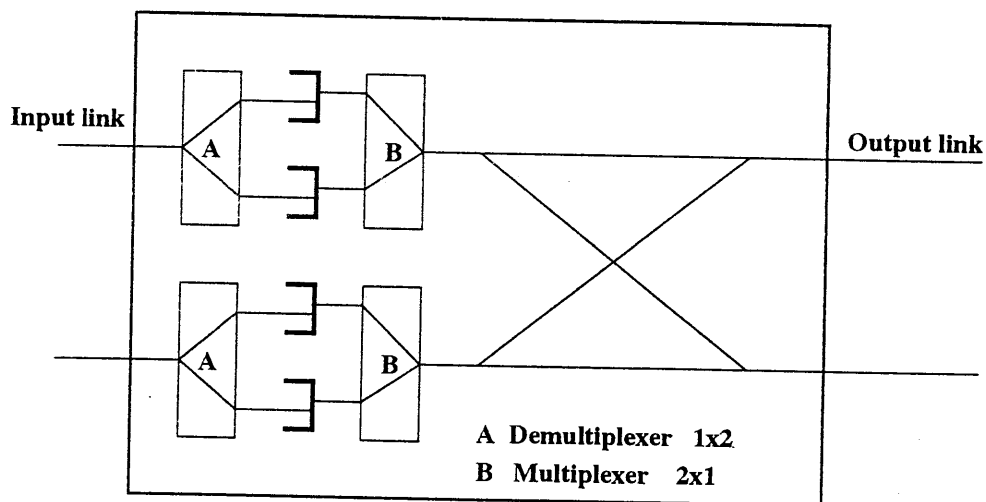 Input link
A
B
Output link
A
B
A Demultiplexer 1x2
B Multiplexer 2x1